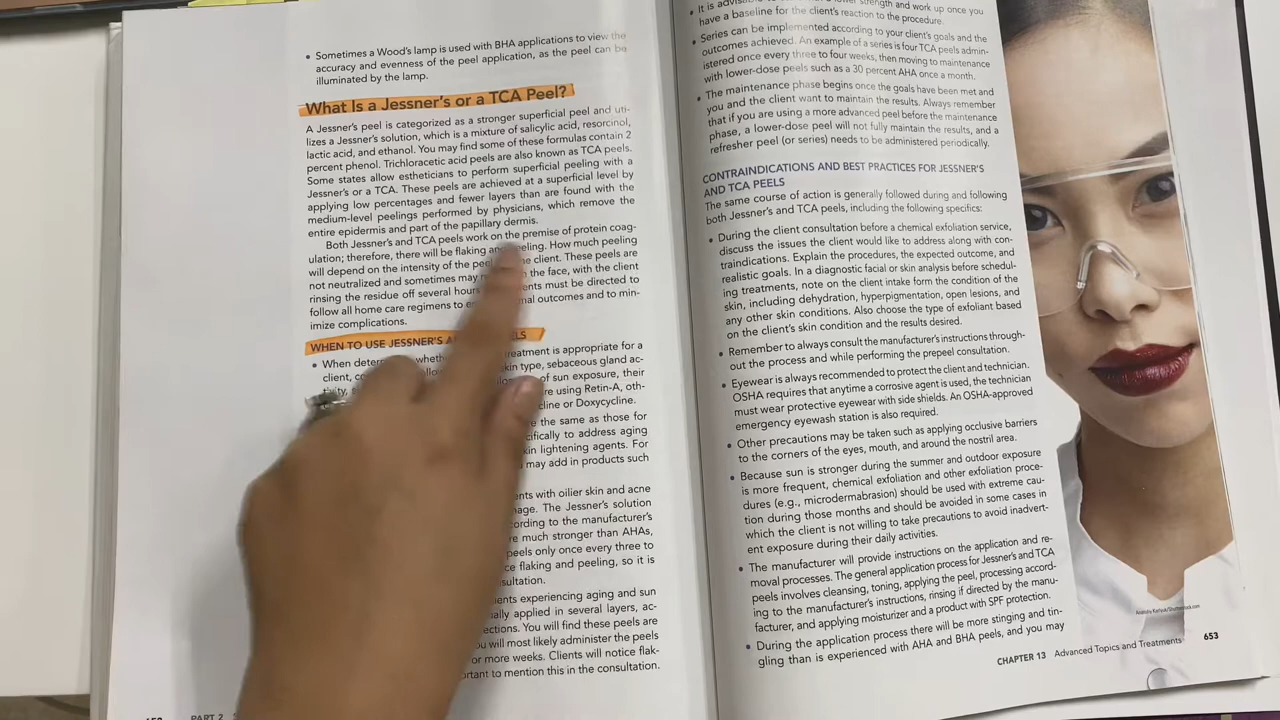 • Sometimes a Wood's lamp is used with BHA applications to view the
accuracy and evenness of the peel application, as the peel can be
illuminated by the lamp.
What Is a Jessner's or a TCA Peel?
A Jessner's peel is categorized as a stronger superficial peel and uti-
lizes a Jessner's solution, which is a mixture of salicylic acid, resorcinol,
lactic acid, and ethanol. You may find some of these formulas contain 2
percent phenol. Trichloracetic acid peels are also known as TCA peels.
Some states allow estheticians to perform superficial peeling with a
Jessner's or a TCA. These peels are achieved at a superficial level by
applying low percentages and fewer layers than are found with the
medium-level peelings performed by physicians, which remove the
entire epidermis and part of the papillary dermis.
Both Jessner's and TCA peels work on the premise of protein coag-
ulation; therefore, there will be flaking and peeling. How much peeling
will depend on the intensity of the peel client. These peels are
not neutralized and sometimes may the face, with the client
rinsing the residue off several hours must be directed to
follow all home care regimens to outcomes and to min-
imize complications.
WHEN TO USE JESSNER'S
• When treatment is appropriate for a
client, skin type, sebaceous gland ac-
of sun exposure, their
using Retin-A, oth-
or Doxycycline.
the same as those for
to address aging
lightening agents. For
may add in products such
with oilier skin and acne
The Jessner's solution
according to the manufacturer's
much stronger than AHAs,
peels only once every three to
flaking and peeling, so it is
experiencing aging and sun
applied in several layers, ac-
You will find these peels are
will most likely administer the peels
or more weeks. Clients will notice flak-
to mention this in the consultation.
PART 2
• It is strength and work up once you
have a baseline for the client's reaction to the procedure.
• Series can be implemented according to your client's goals and the
outcomes achieved. An example of a series is four TCA peels admin-
istered once every three to four weeks, then moving to maintenance
with lower-dose peels such as a 30 percent AHA once a month.
• The maintenance phase begins once the goals have been met and
you and the client want to maintain the results. Always remember
that if you are using a more advanced peel before the maintenance
phase, a lower-dose peel will not fully maintain the results, and a
refresher peel (or series) needs to be administered periodically.
CONTRAINDICATIONS AND BEST PRACTICES FOR JESSNER'S
AND TCA PEELS
The same course of action is generally followed during and following
both Jessner's and TCA peels, including the following specifics:
• During the client consultation before a chemical exfoliation service,
discuss the issues the client would like to address along with con-
traindications. Explain the procedures, the expected outcome, and
realistic goals. In a diagnostic facial or skin analysis before schedul-
ing treatments, note on the client intake form the condition of the
skin, including dehydration, hyperpigmentation, open lesions, and
any other skin conditions. Also choose the type of exfoliant based
on the client's skin condition and the results desired.
• Remember to always consult the manufacturer's instructions through-
out the process and while performing the prepeel consultation.
• Eyewear is always recommended to protect the client and technician.
OSHA requires that anytime a corrosive agent is used, the technician
must wear protective eyewear with side shields. An OSHA-approved
emergency eyewash station is also required.
• Other precautions may be taken such as applying occlusive barriers
to the corners of the eyes, mouth, and around the nostril area.
• Because sun is stronger during the summer and outdoor exposure
is more frequent, chemical exfoliation and other exfoliation proce-
dures (e.g., microdermabrasion) should be used with extreme cau-
tion during those months and should be avoided in some cases in
which the client is not willing to take precautions to avoid inadvert-
ent exposure during their daily activities.
• The manufacturer will provide instructions on the application and re-
moval processes. The general application process for Jessner's and TCA
peels involves cleansing, toning, applying the peel, processing accord-
ing to the manufacturer's instructions, rinsing if directed by the manu-
facturer, and applying moisturizer and a product with SPF protection.
• During the application process there will be more stinging and tin-
gling than is experienced with AHA and BHA peels, and you may
CHAPTER 13 Advanced Topics and Treatments 653